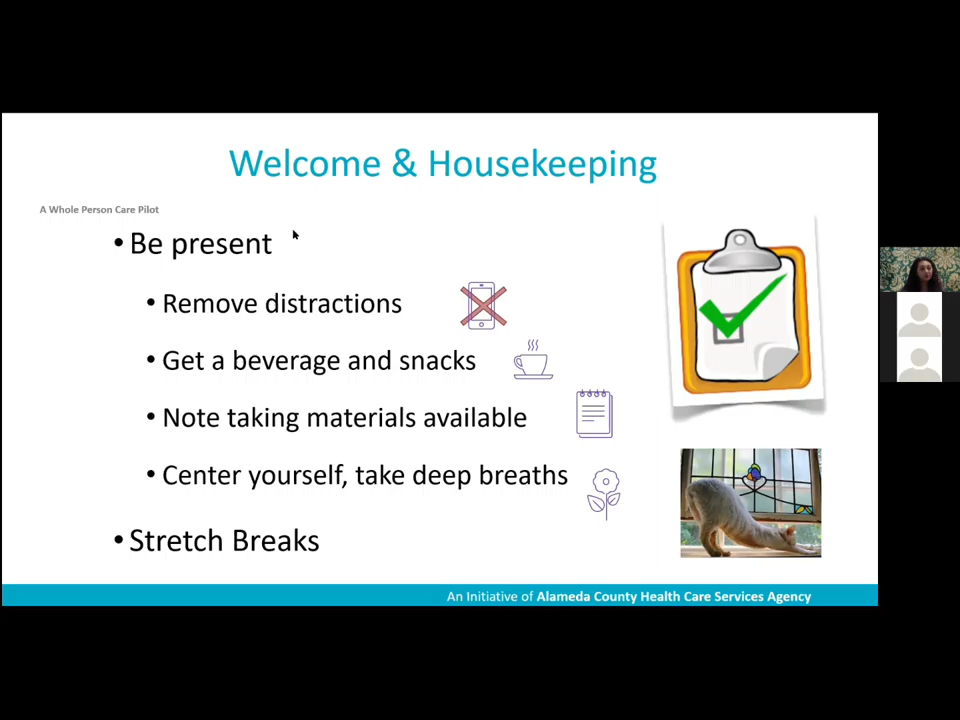 Welcome & Housekeeping
A Whole Person Care Pilot
• Be present
• Remove distractions
• Get a beverage and snacks
• Note taking materials available
• Center yourself, take deep breaths
• Stretch Breaks
An Initiative of Alameda County Health Care Services Agency